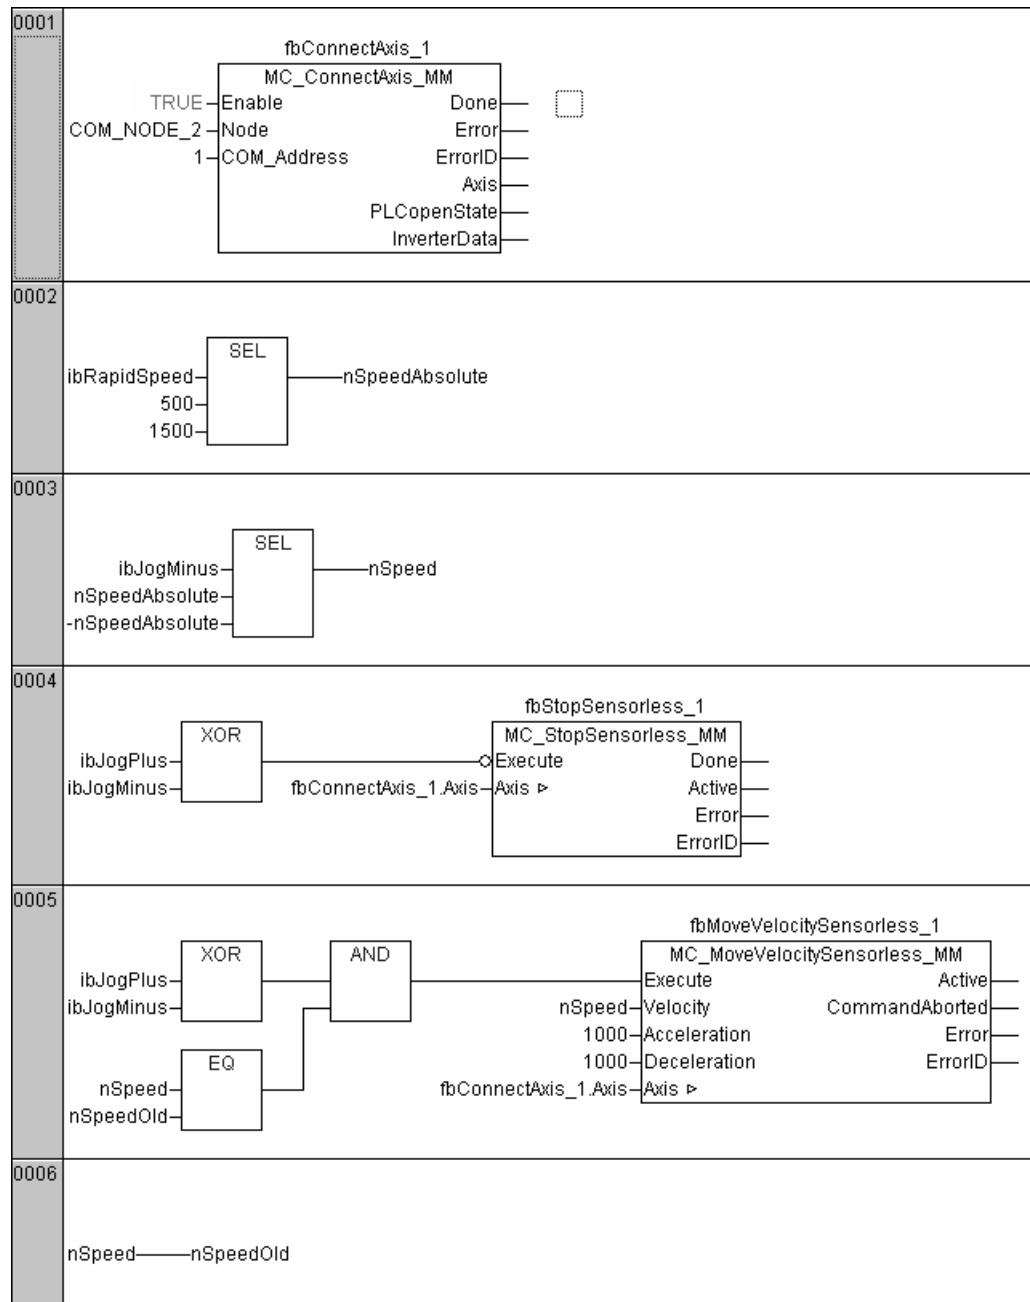 0001
fbConnectAxis_1
MC_ConnectAxis_MM
TRUE Enable Done
COM_NODE_2 Node Error
1 COM_Address ErrorID
Axis
PLCopenState
InverterData
0002
SEL
ibRapidSpeed nSpeedAbsolute
500
1500
0003
SEL
ibJogMinus nSpeed
nSpeedAbsolute
-nSpeedAbsolute
0004
fbStopSensorless_1
XOR MC_StopSensorless_MM
ibJogPlus Execute Done
ibJogMinus fbConnectAxis_1.Axis Axis Active
Error
ErrorID
0005
fbMoveVelocitySensorless_1
XOR AND MC_MoveVelocitySensorless_MM
ibJogPlus Execute Active
ibJogMinus nSpeed Velocity CommandAborted
1000 Acceleration Error
EQ 1000 Deceleration ErrorID
nSpeed fbConnectAxis_1.Axis Axis
nSpeedOld
0006
nSpeed nSpeedOld